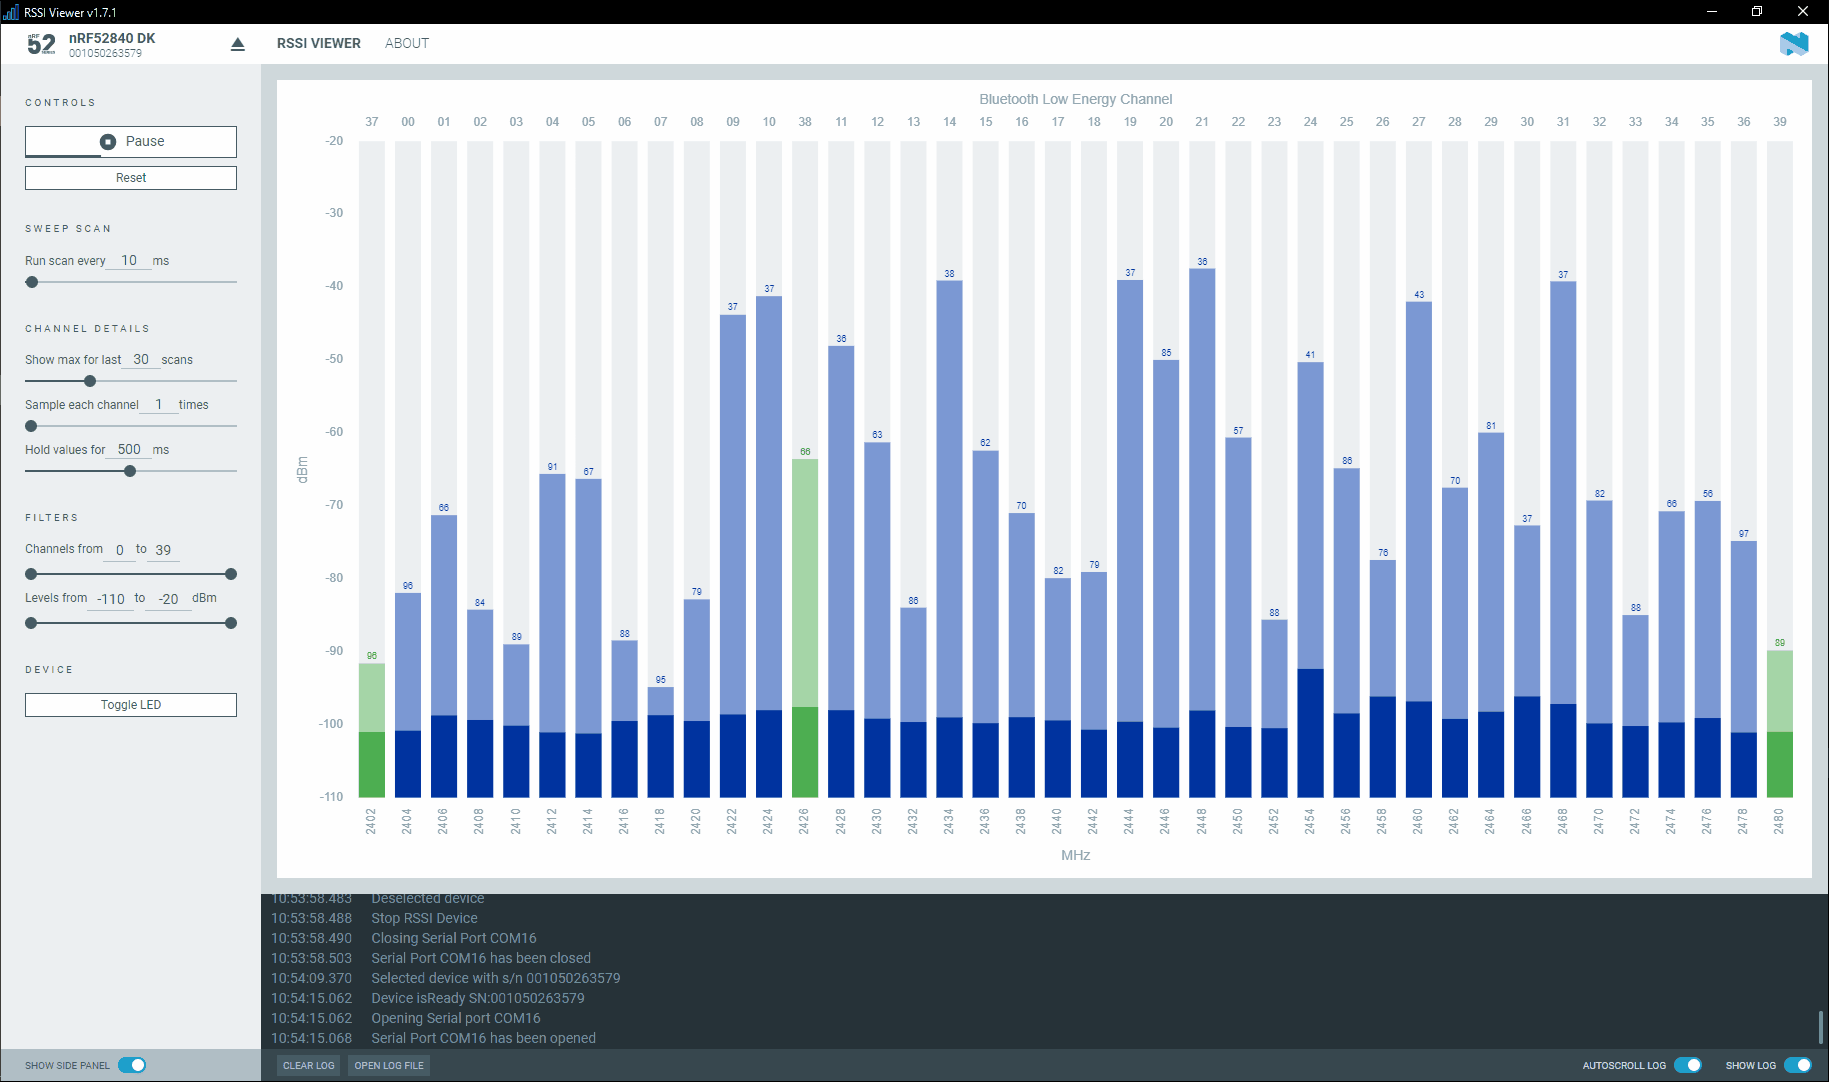 RSSI Viewer v1.7.1
nRF
52
nRF52840 DK
001050263579
RSSI VIEWER ABOUT
CONTROLS
Pause
Reset
SWEEP SCAN
Run scan every 10 ms
CHANNEL DETAILS
Show max for last 30 scans
Sample each channel 1 times
Hold values for 500 ms
FILTERS
Channels from 0 to 39
Levels from -110 to -20 dBm
DEVICE
Toggle LED
SHOW SIDE PANEL
Bluetooth Low Energy Channel
37 00 01 02 03 04 05 06 07 08 09 10 38 11 12 13 14 15 16 17 18 19 20 21 22 23 24 25 26 27 28 29 30 31 32 33 34 35 36 39
-20
-30
-40
-50
-60
-70
-80
-90
-100
-110
dBm
96 96 66 84 89 91 67 88 95 79 37 37 66 36 63 86 38 62 70 82 79 37 85 36 57 88 41 86 76 43 70 81 37 37 82 88 66 56 97 89
2402 2404 2406 2408 2410 2412 2414 2416 2418 2420 2422 2424 2426 2428 2430 2432 2434 2436 2438 2440 2442 2444 2446 2448 2450 2452 2454 2456 2458 2460 2462 2464 2466 2468 2470 2472 2474 2476 2478 2480
MHz
10:53:58.483 Deselected device
10:53:58.488 Stop RSSI Device
10:53:58.490 Closing Serial Port COM16
10:53:58.503 Serial Port COM16 has been closed
10:54:09.370 Selected device with s/n 001050263579
10:54:15.062 Device isReady SN:001050263579
10:54:15.062 Opening Serial port COM16
10:54:15.068 Serial Port COM16 has been opened
CLEAR LOG OPEN LOG FILE AUTOSCROLL LOG SHOW LOG